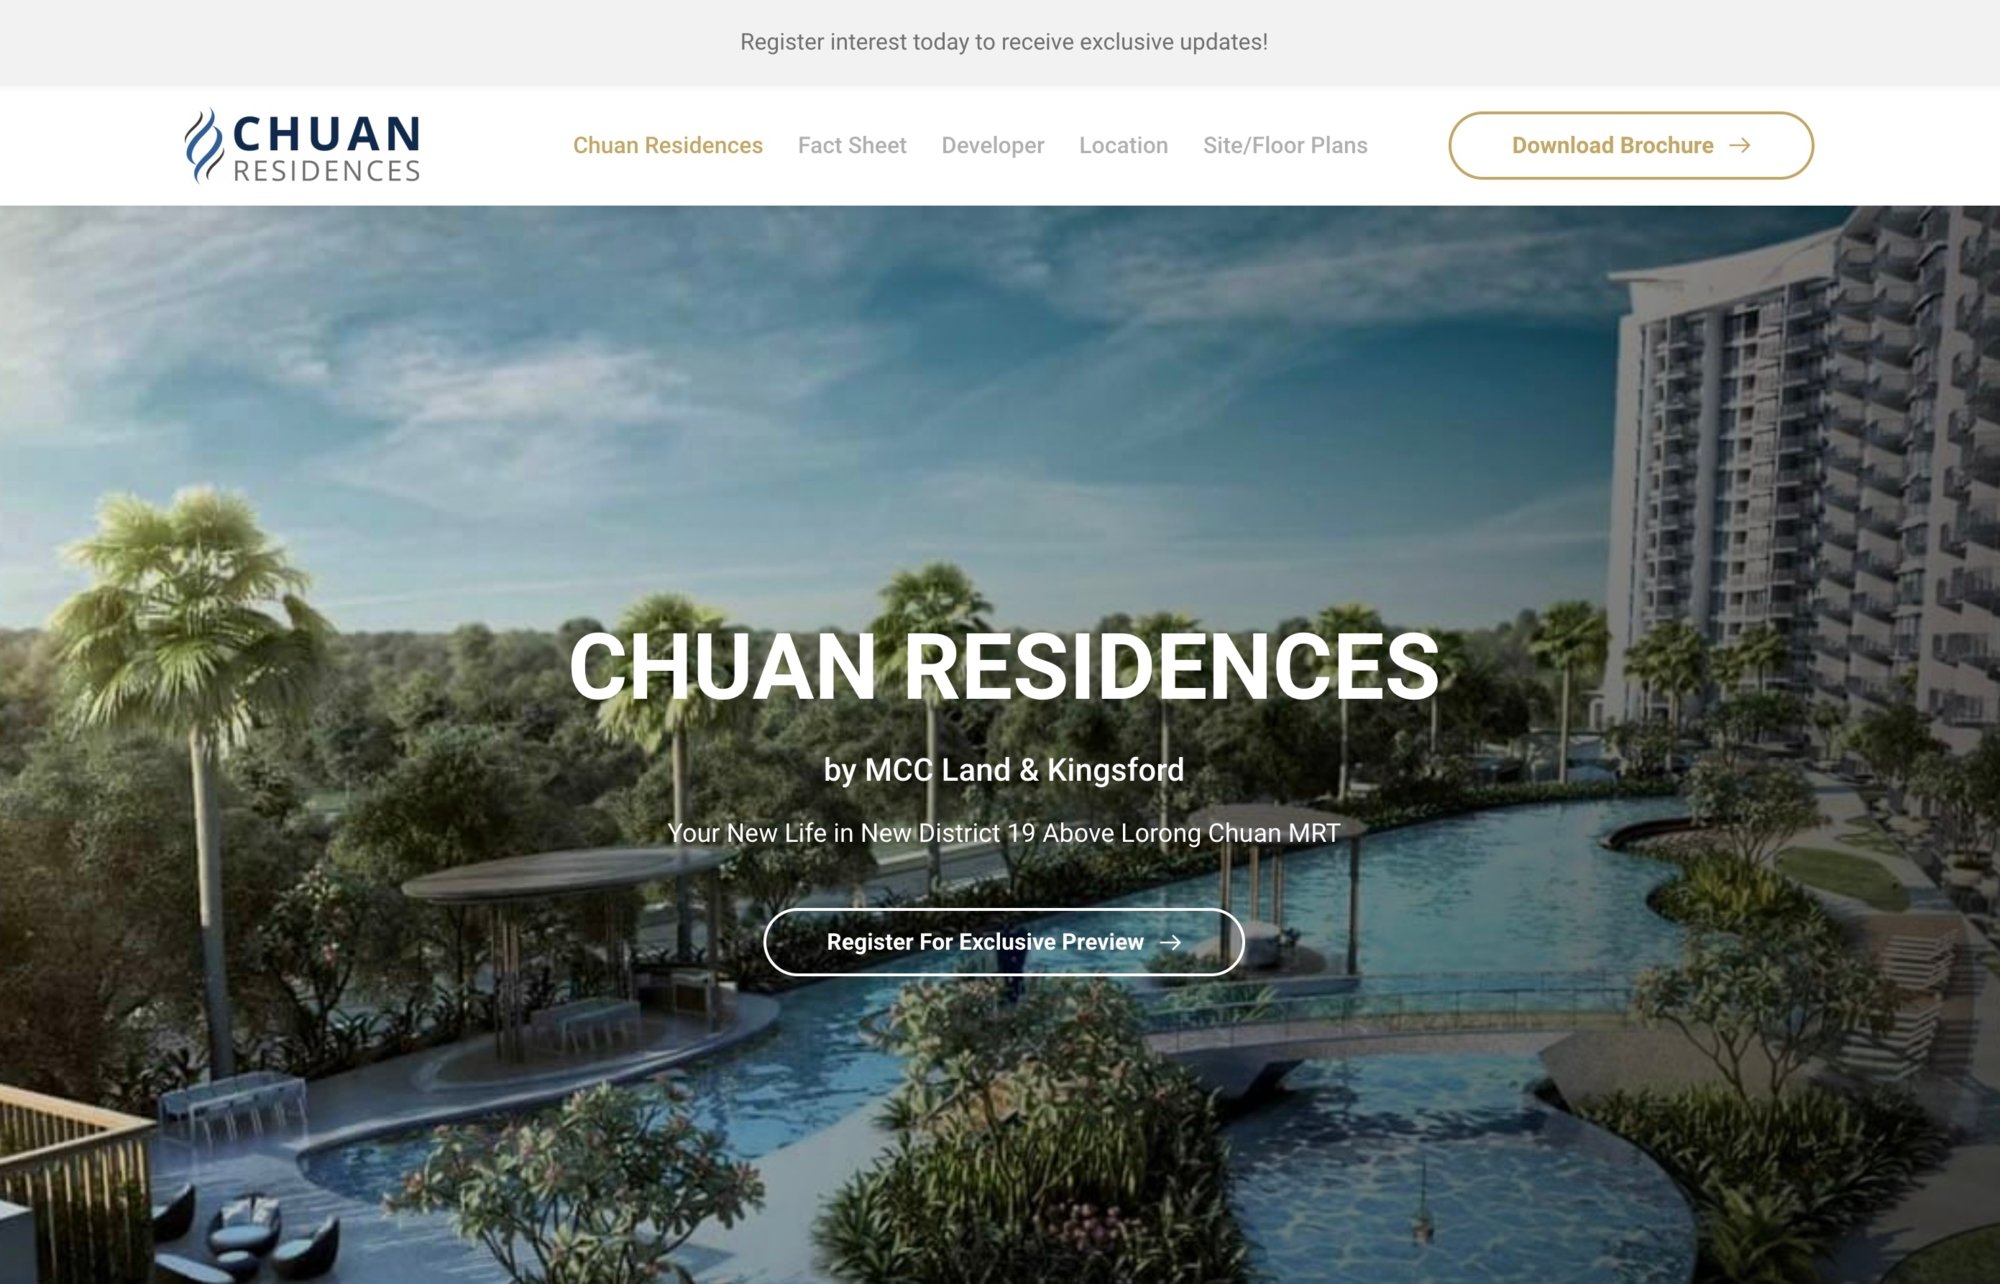 Register interest today to receive exclusive updates!
CHUAN
RESIDENCES
Chuan Residences
Fact Sheet
Developer
Location
Site/Floor Plans
Download Brochure →
CHUAN RESIDENCES
by MCC Land & Kingsford
Your New Life in New District 19 Above Lorong Chuan MRT
Register For Exclusive Preview →